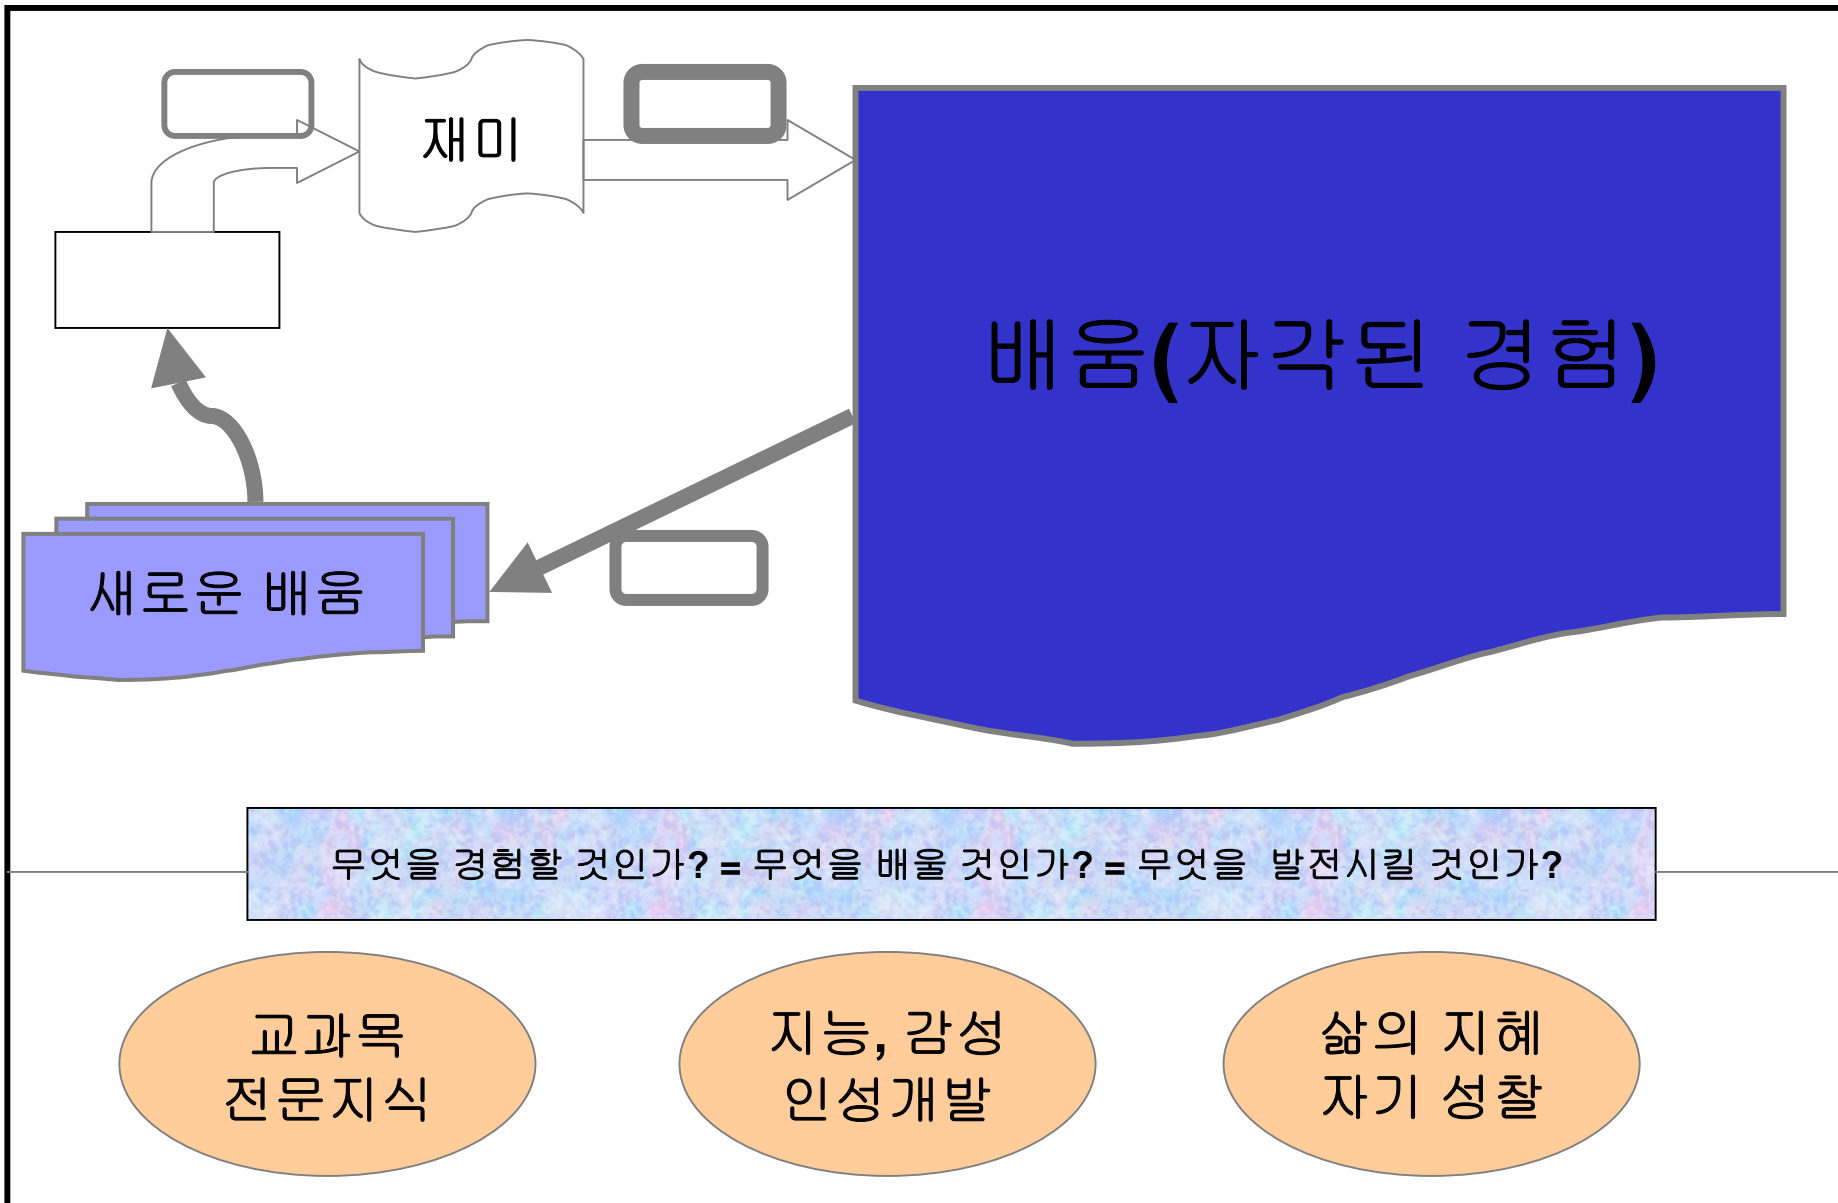 재미
배움(자각된 경험)
새로운 배움
무엇을 경험할 것인가? = 무엇을 배울 것인가? = 무엇을  발전시킬 것인가?
교과목
전문지식
지능, 감성
인성개발
삶의 지혜
자기 성찰